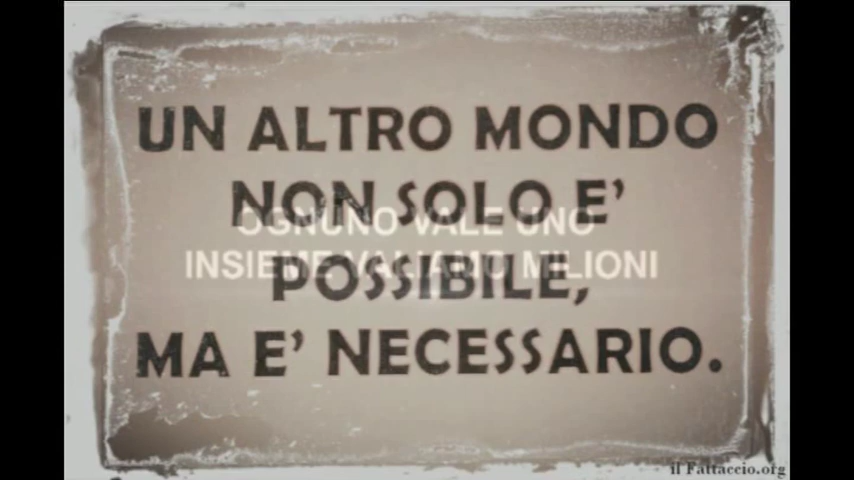 UN ALTRO MONDO
NON SOLO E'
OGNUNO VALE UNO
INSIEME VALIAMO MILIONI
POSSIBILE,
MA E' NECESSARIO.
il Fattaccio.org